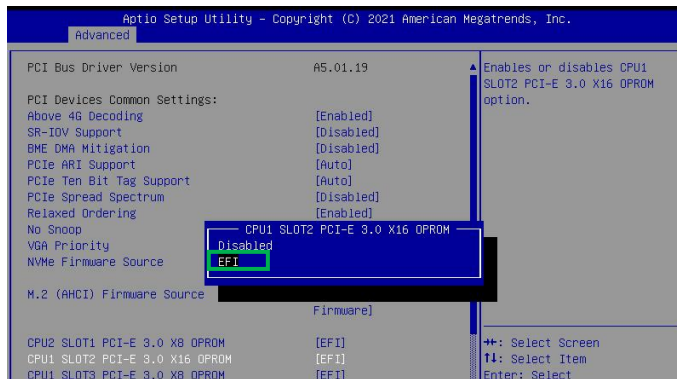 Aptio Setup Utility - Copyright (C) 2021 American Megatrends, Inc.
Advanced
PCI Bus Driver Version A5.01.19
PCI Devices Common Settings:
Above 4G Decoding [Enabled]
SR-IOV Support [Disabled]
BME DMA Mitigation [Disabled]
PCIe ARI Support [Auto]
PCIe Ten Bit Tag Support [Auto]
PCIe Spread Spectrum [Disabled]
Relaxed Ordering [Enabled]
No Snoop
VGA Priority
NVMe Firmware Source
M.2 (AHCI) Firmware Source
Firmware]
CPU2 SLOT1 PCI-E 3.0 X8 OPROM [EFI]
CPU1 SLOT2 PCI-E 3.0 X16 OPROM [EFI]
CPU1 SLOT3 PCI-E 3.0 X8 OPROM [EFI]
CPU1 SLOT2 PCI-E 3.0 X16 OPROM
Disabled
EFI
Enables or disables CPU1
SLOT2 PCI-E 3.0 X16 OPROM
option.
→←: Select Screen
↑↓: Select Item
Enter: Select